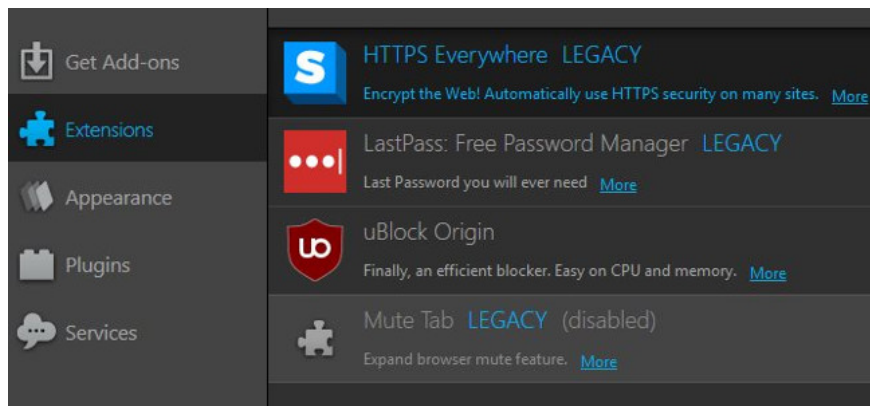 Get Add-ons
Extensions
Appearance
Plugins
Services
S
HTTPS Everywhere LEGACY
Encrypt the Web! Automatically use HTTPS security on many sites. More
LastPass: Free Password Manager LEGACY
Last Password you will ever need More
uBlock Origin
uo
Finally, an efficient blocker. Easy on CPU and memory. More
Mute Tab LEGACY (disabled)
Expand browser mute feature. More